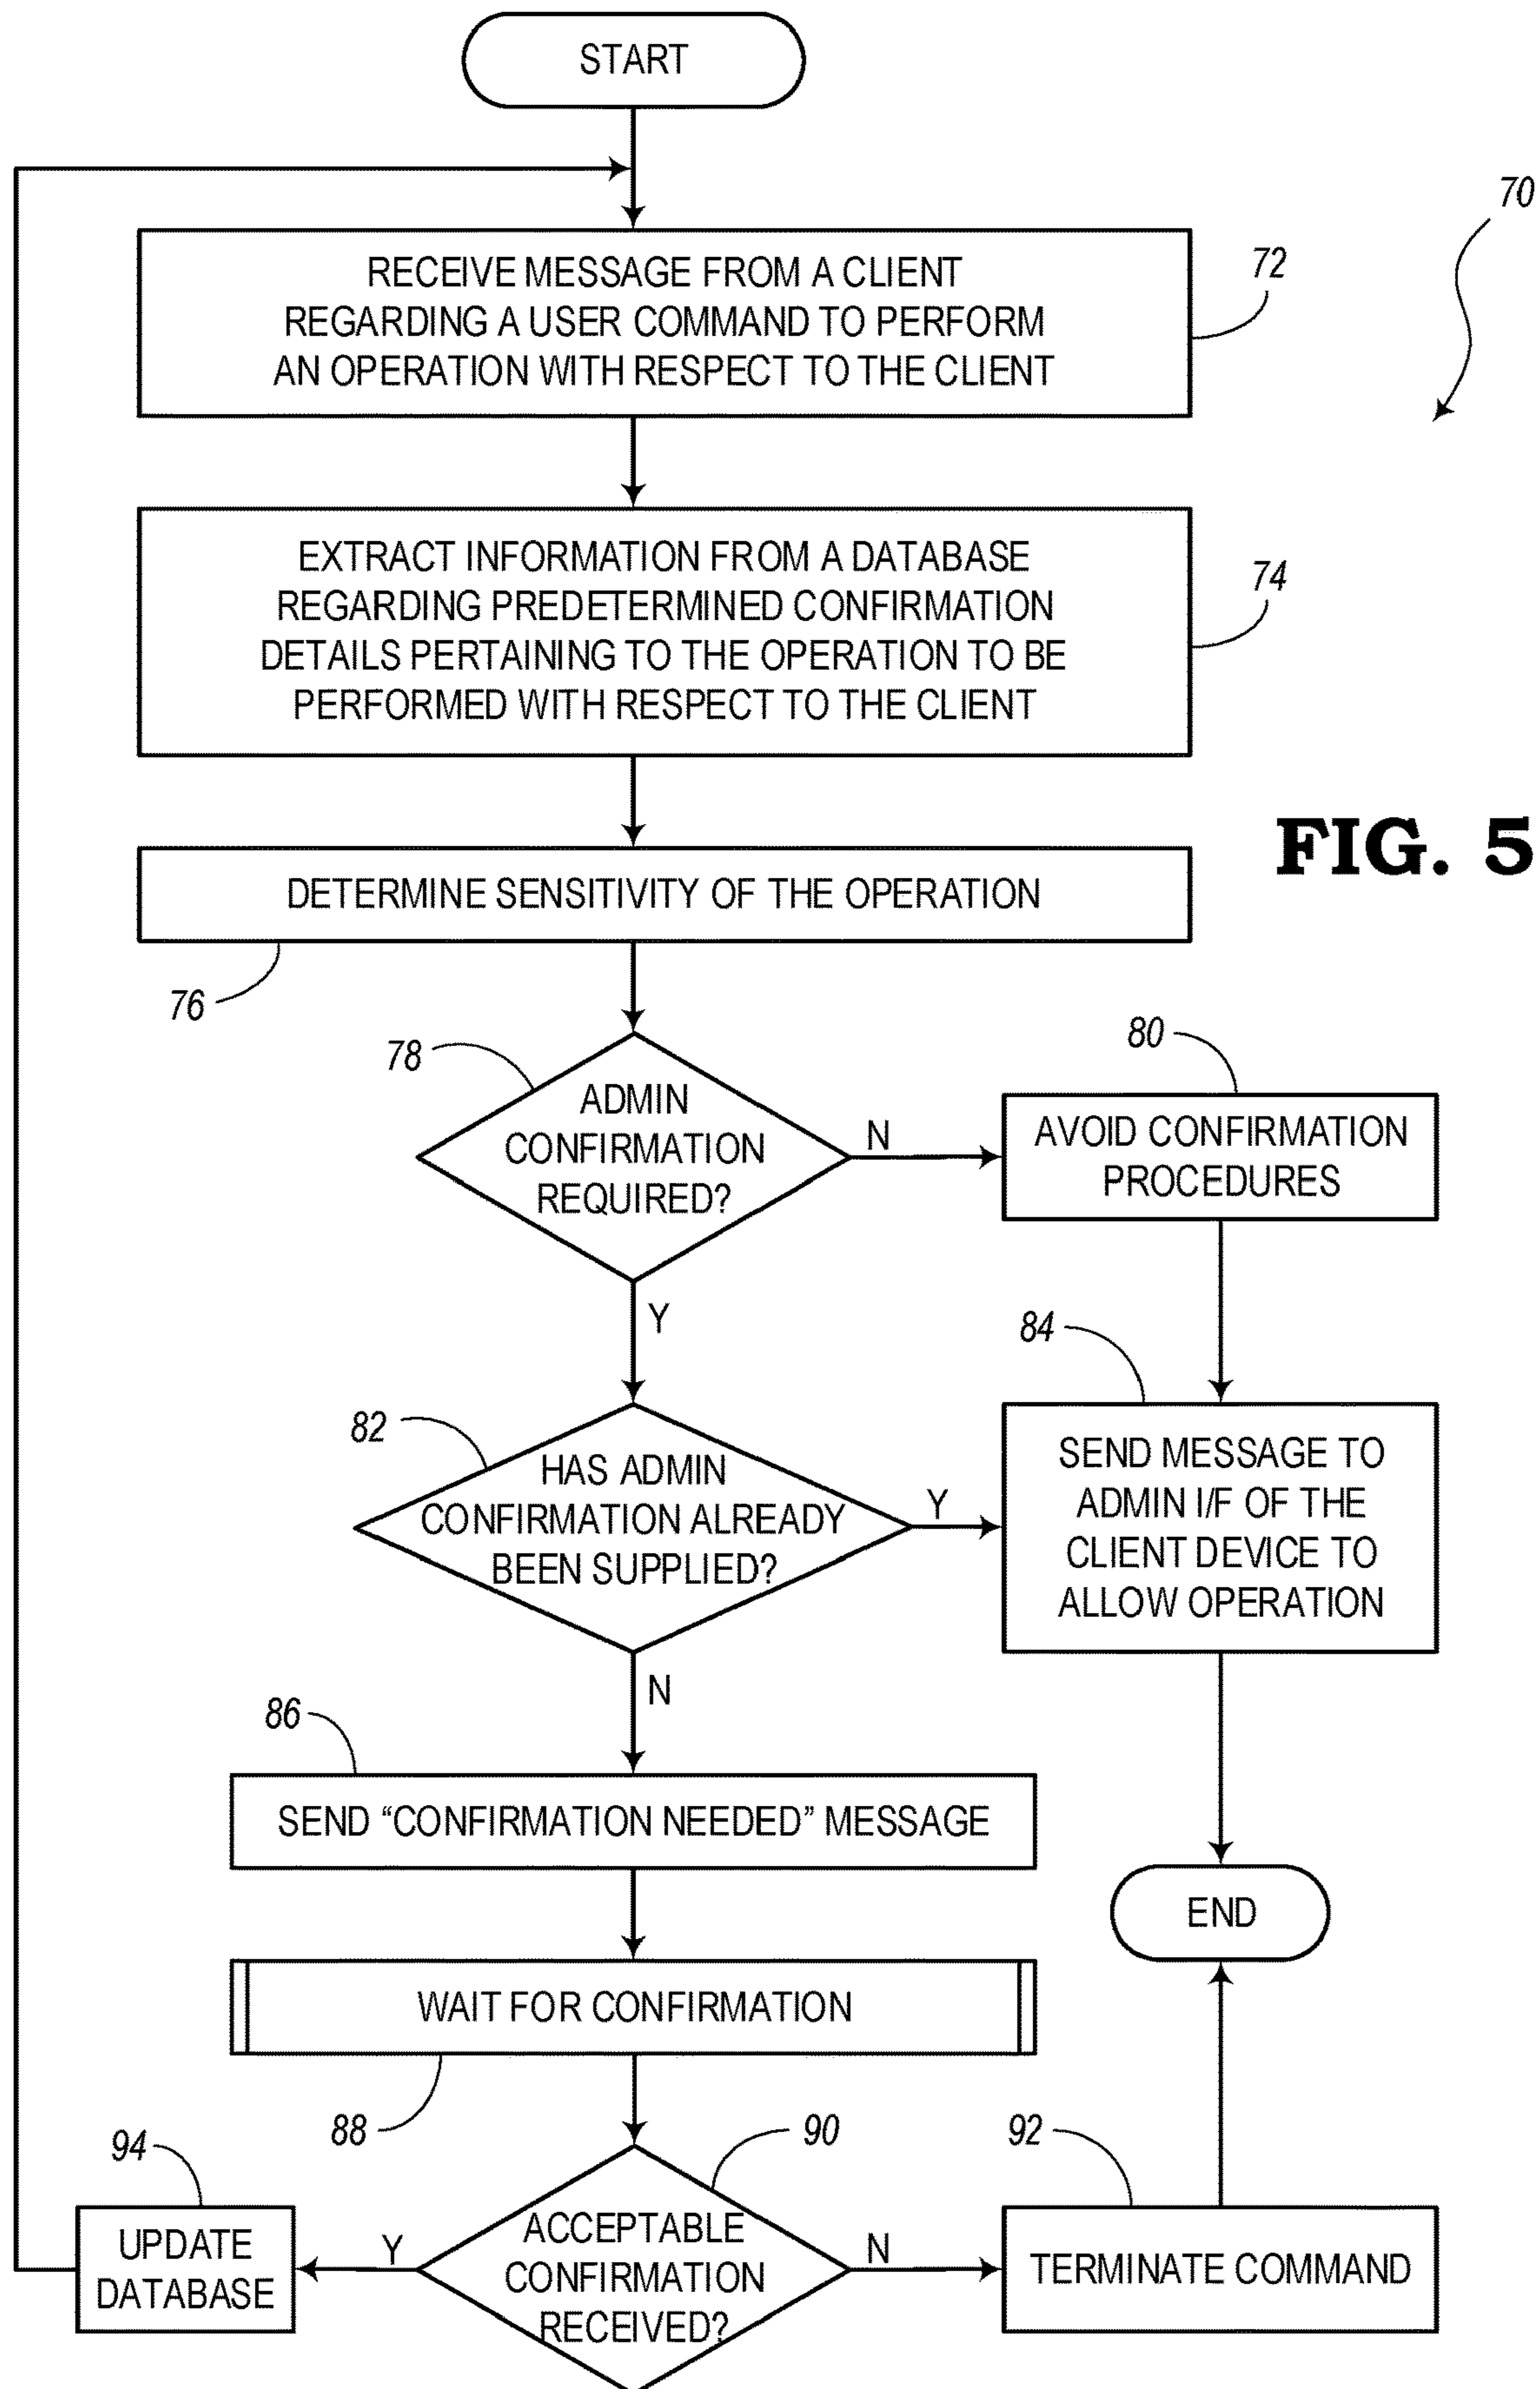 START
70
RECEIVE MESSAGE FROM A CLIENT
REGARDING A USER COMMAND TO PERFORM
AN OPERATION WITH RESPECT TO THE CLIENT
72
EXTRACT INFORMATION FROM A DATABASE
REGARDING PREDETERMINED CONFIRMATION
DETAILS PERTAINING TO THE OPERATION TO BE
PERFORMED WITH RESPECT TO THE CLIENT
74
FIG. 5
DETERMINE SENSITIVITY OF THE OPERATION
76
78
ADMIN
CONFIRMATION
REQUIRED?
N
80
AVOID CONFIRMATION
PROCEDURES
Y
82
HAS ADMIN
CONFIRMATION ALREADY
BEEN SUPPLIED?
Y
84
SEND MESSAGE TO
ADMIN I/F OF THE
CLIENT DEVICE TO
ALLOW OPERATION
N
86
SEND “CONFIRMATION NEEDED” MESSAGE
END
WAIT FOR CONFIRMATION
88
90
92
94
UPDATE
DATABASE
Y
ACCEPTABLE
CONFIRMATION
RECEIVED?
N
TERMINATE COMMAND